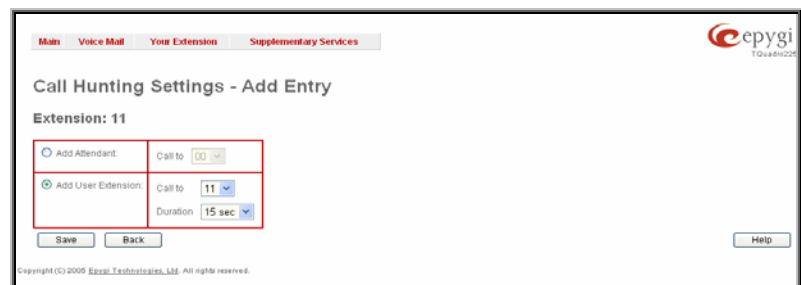 Main Voice Mail Your Extension Supplementary Services
epygi
TQuadro225
Call Hunting Settings - Add Entry
Extension: 11
Add Attendant: Call to 00
Add User Extension: Call to 11
Duration 15 sec
Save Back Help
Copyright (C) 2006 Epygi Technologies, Ltd. All rights reserved.